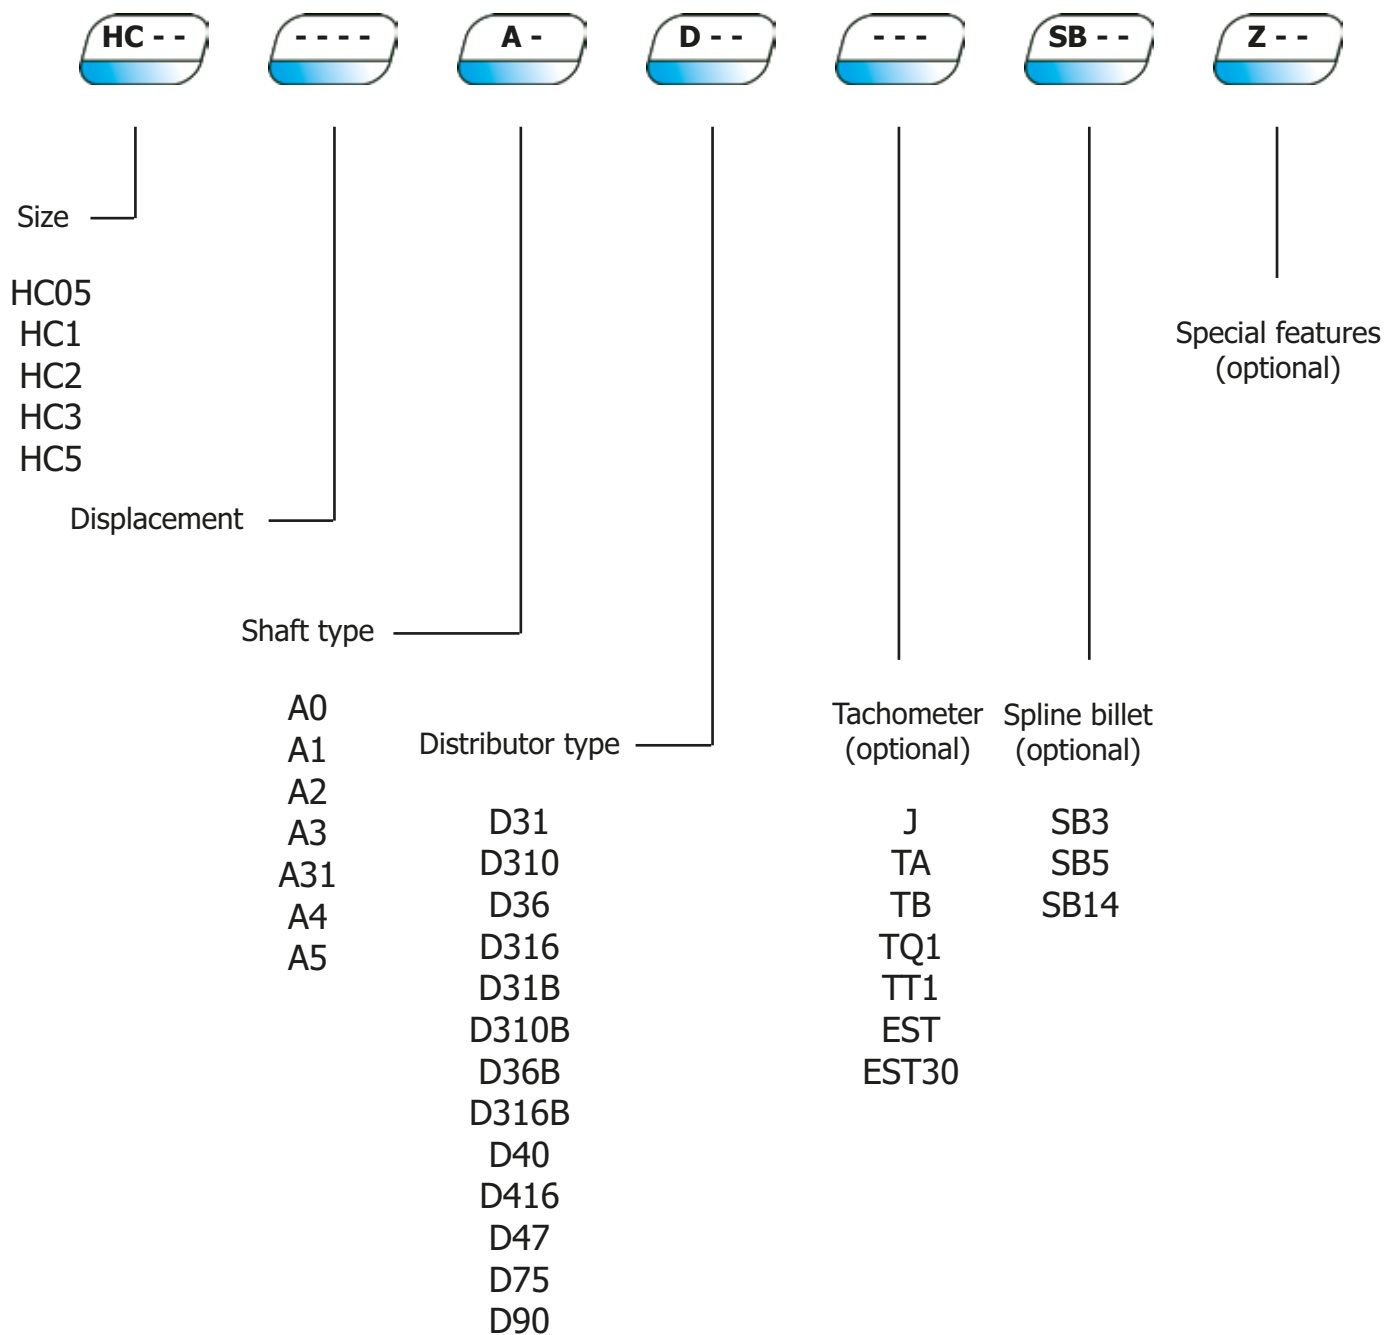 HC - -
- - - -
A -
D - -
- - -
SB - -
Z - -
Size
HC05
HC1
HC2
HC3
HC5
Displacement
Shaft type
A0
A1
A2
A3
A31
A4
A5
Distributor type
D31
D310
D36
D316
D31B
D310B
D36B
D316B
D40
D416
D47
D75
D90
Tachometer
(optional)
J
TA
TB
TQ1
TT1
EST
EST30
Spline billet
(optional)
SB3
SB5
SB14
Special features
(optional)